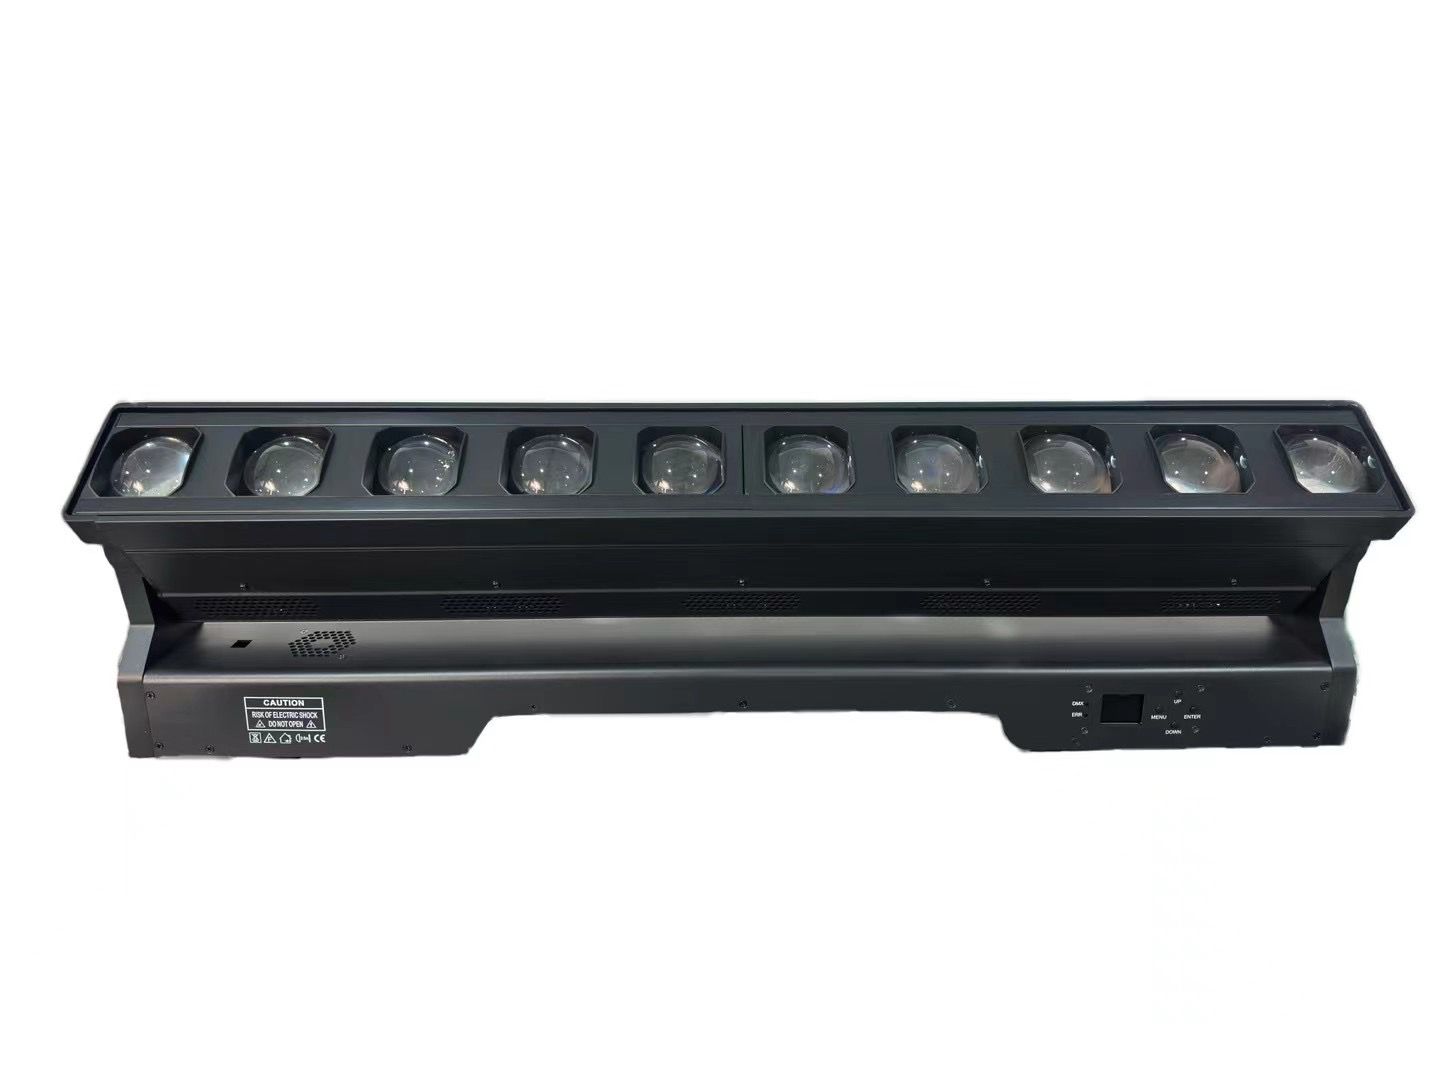 CAUTION
RISK OF ELECTRIC SHOCK
DO NOT OPEN
CE
DMX
ERR
UP
MENU
ENTER
DOWN